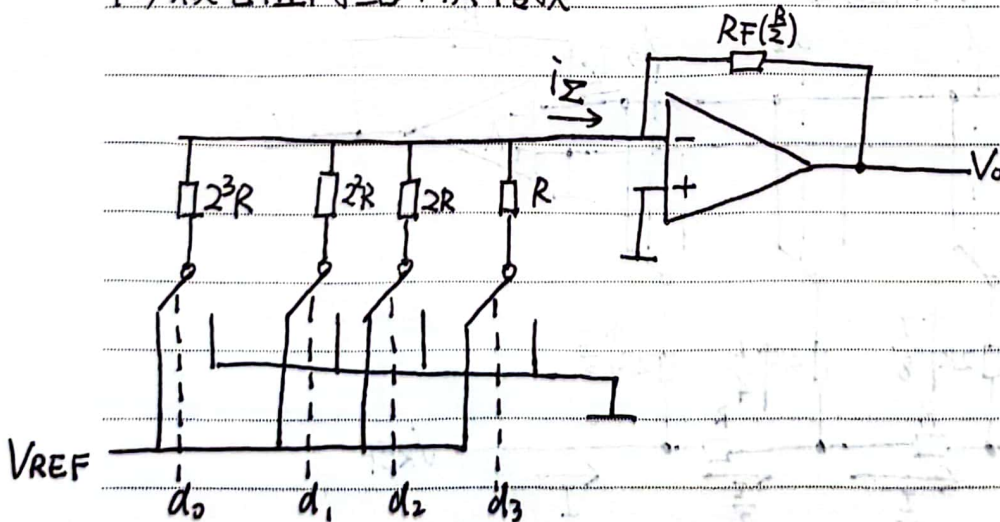 RF(R/2)
iΣ
2³R 2²R 2R R
−
+
Vo
VREF
d₀ d₁ d₂ d₃